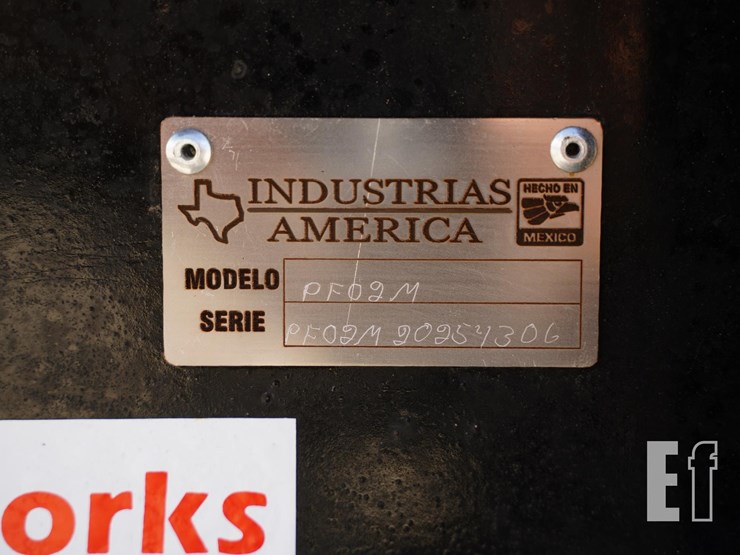 INDUSTRIAS
AMERICA
HECHO EN
MEXICO
MODELO PF02M
SERIE PF02M 20254306
orks
Ef